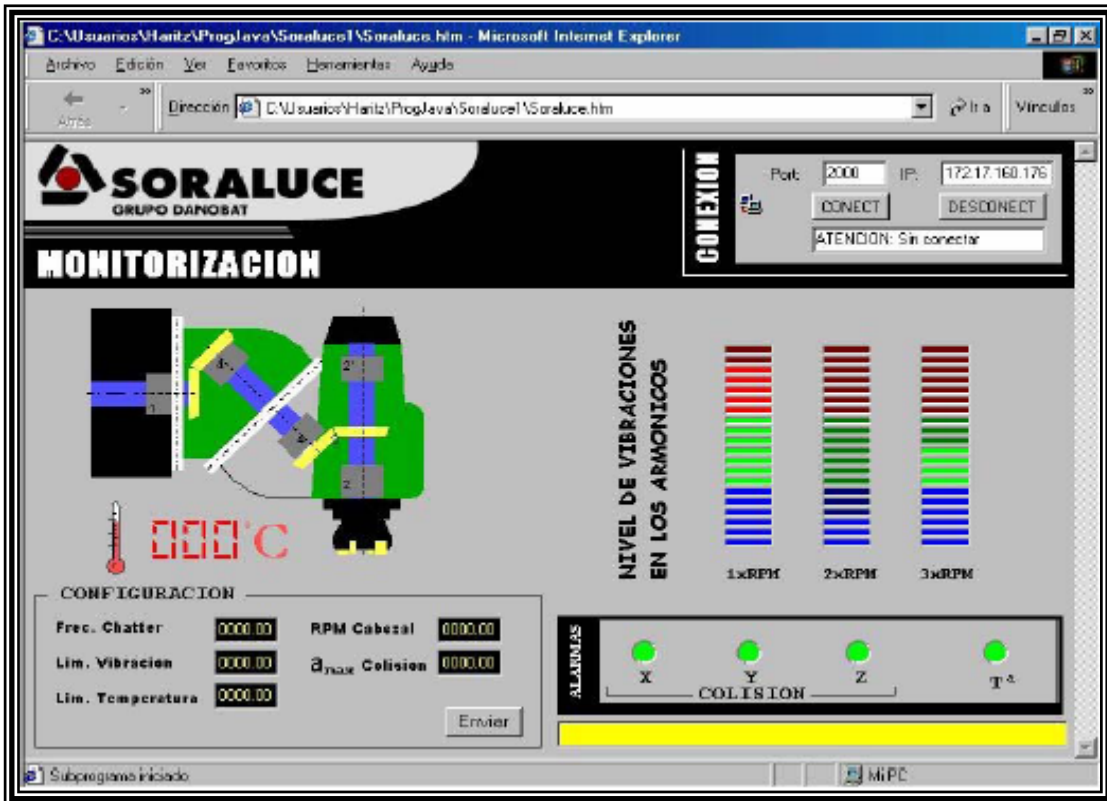 C:\Usuarios\Haritz\ProgJava\Soraluce1\Soraluce.htm - Microsoft Internet Explorer
Archivo Edición Ver Favoritos Herramientas Ayuda
Atrás » Dirección C:\Usuarios\Haritz\ProgJava\Soraluce1\Soraluce.htm Ir a Vínculos »
SORALUCE
GRUPO DANOBAT
MONITORIZACION
CONEXION
Port: 2000 IP: 172.17.160.176
CONECT DESCONECT
ATENCION: Sin conectar
1
2'
2
000°C
NIVEL DE VIBRACIONES
EN LOS ARMONICOS
1xRPM 2xRPM 3xRPM
CONFIGURACION
Frec. Chatter 0000.00 RPM Cabezal 0000.00
Lim. Vibracion 0000.00 amax Colision 0000.00
Lim. Temperatura 0000.00
Enviar
ALARMAS
X Y Z Tª
COLISION
Subprograma iniciado Mi PC